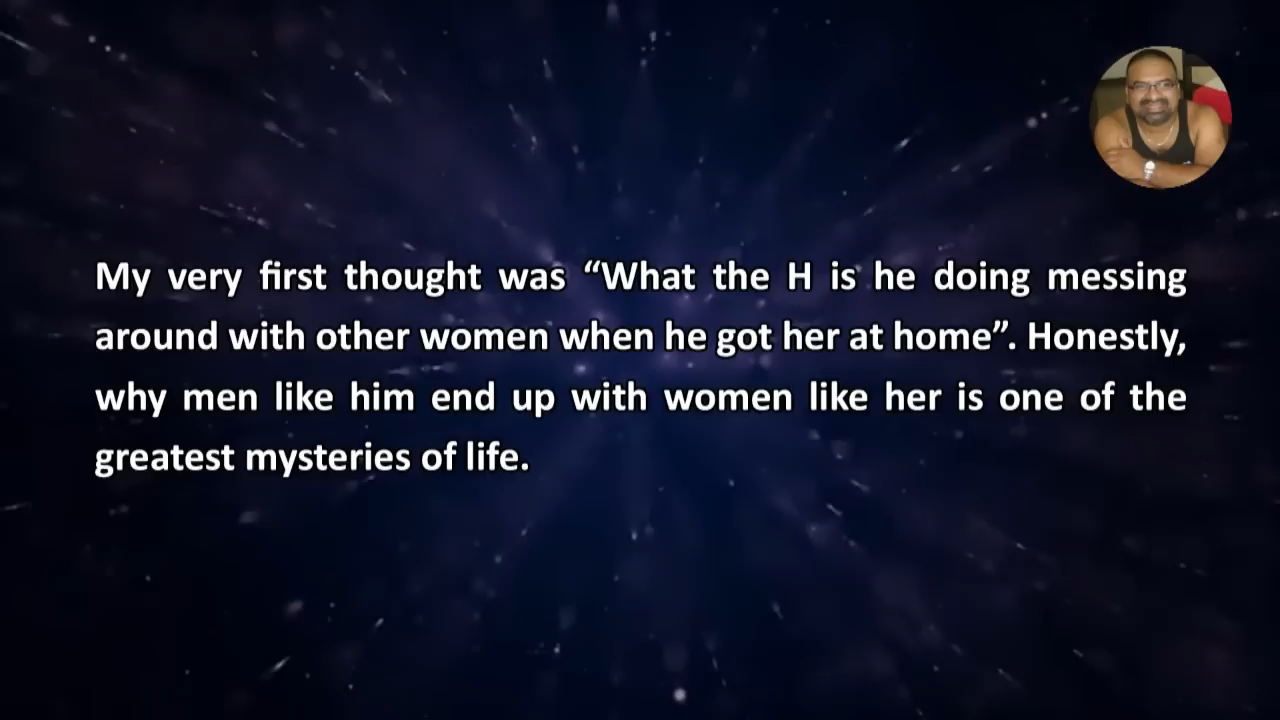 My very first thought was “What the H is he doing messing
around with other women when he got her at home”. Honestly,
why men like him end up with women like her is one of the
greatest mysteries of life.